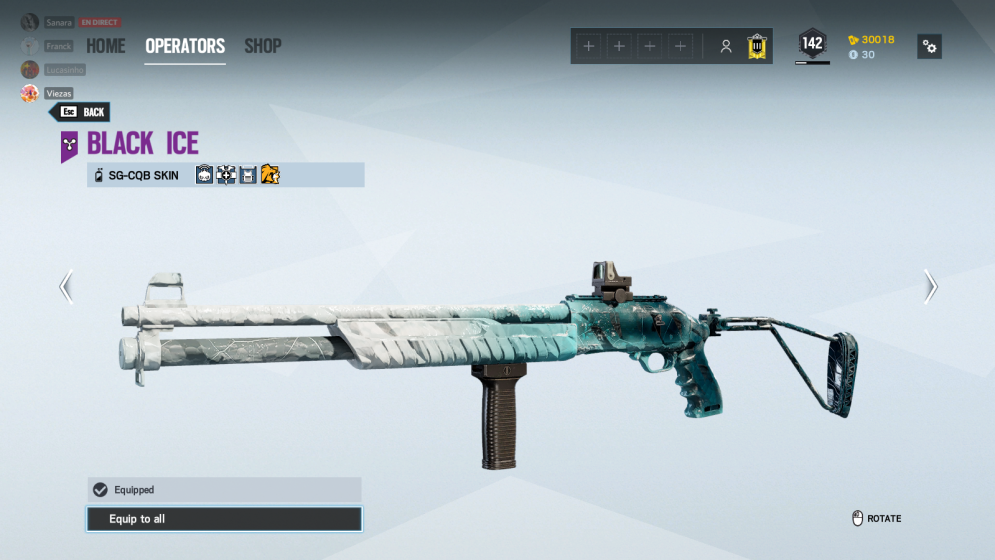 Sanara EN DIRECT
Franck
Lucasinho
Viezas
HOME OPERATORS SHOP
142
30018
30
Esc BACK
BLACK ICE
SG-CQB SKIN
Equipped
Equip to all
ROTATE